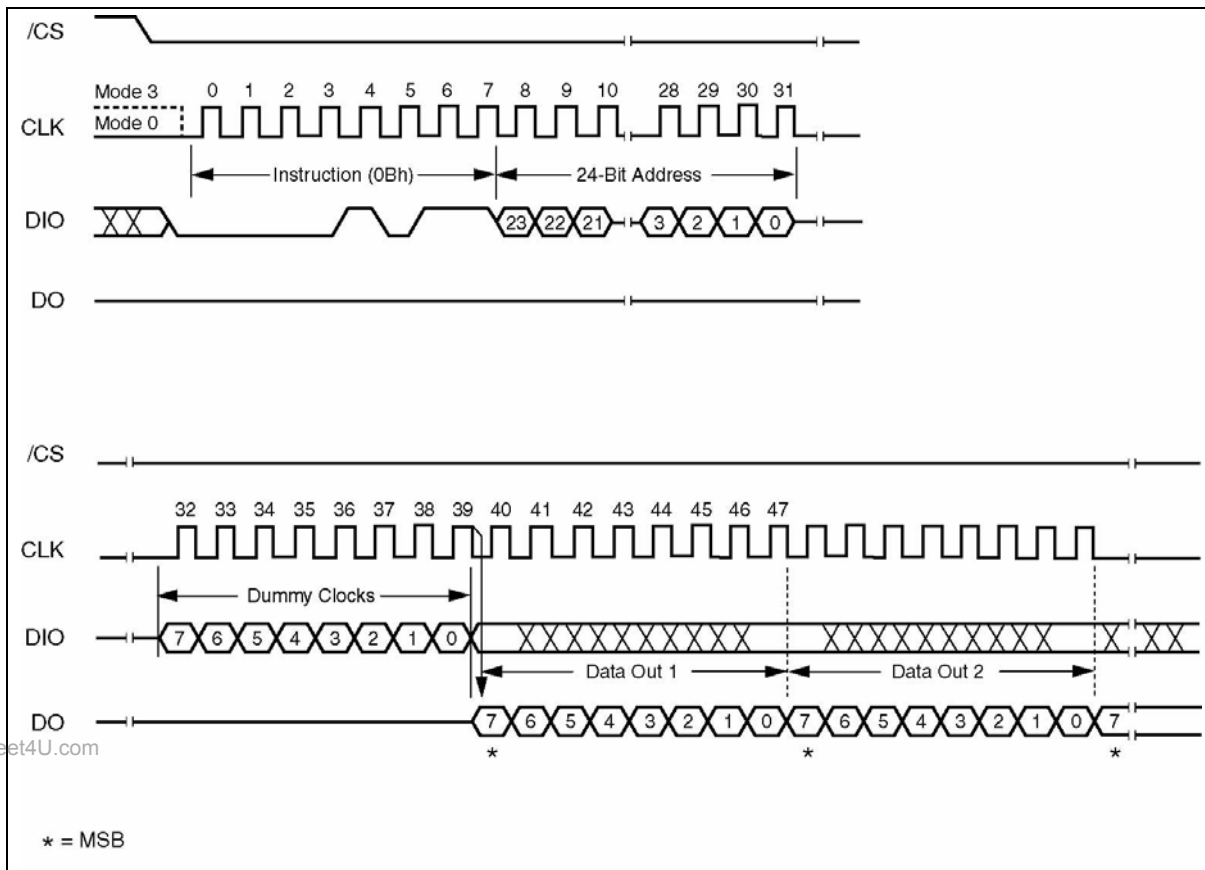 /CS
Mode 3 0 1 2 3 4 5 6 7 8 9 10 28 29 30 31
CLK Mode 0
Instruction (0Bh) 24-Bit Address
DIO 23 22 21 3 2 1 0
DO
/CS
32 33 34 35 36 37 38 39 40 41 42 43 44 45 46 47
CLK
Dummy Clocks
DIO 7 6 5 4 3 2 1 0
Data Out 1 Data Out 2
DO 7 6 5 4 3 2 1 0 7 6 5 4 3 2 1 0 7
eet4U.com * * *
* = MSB